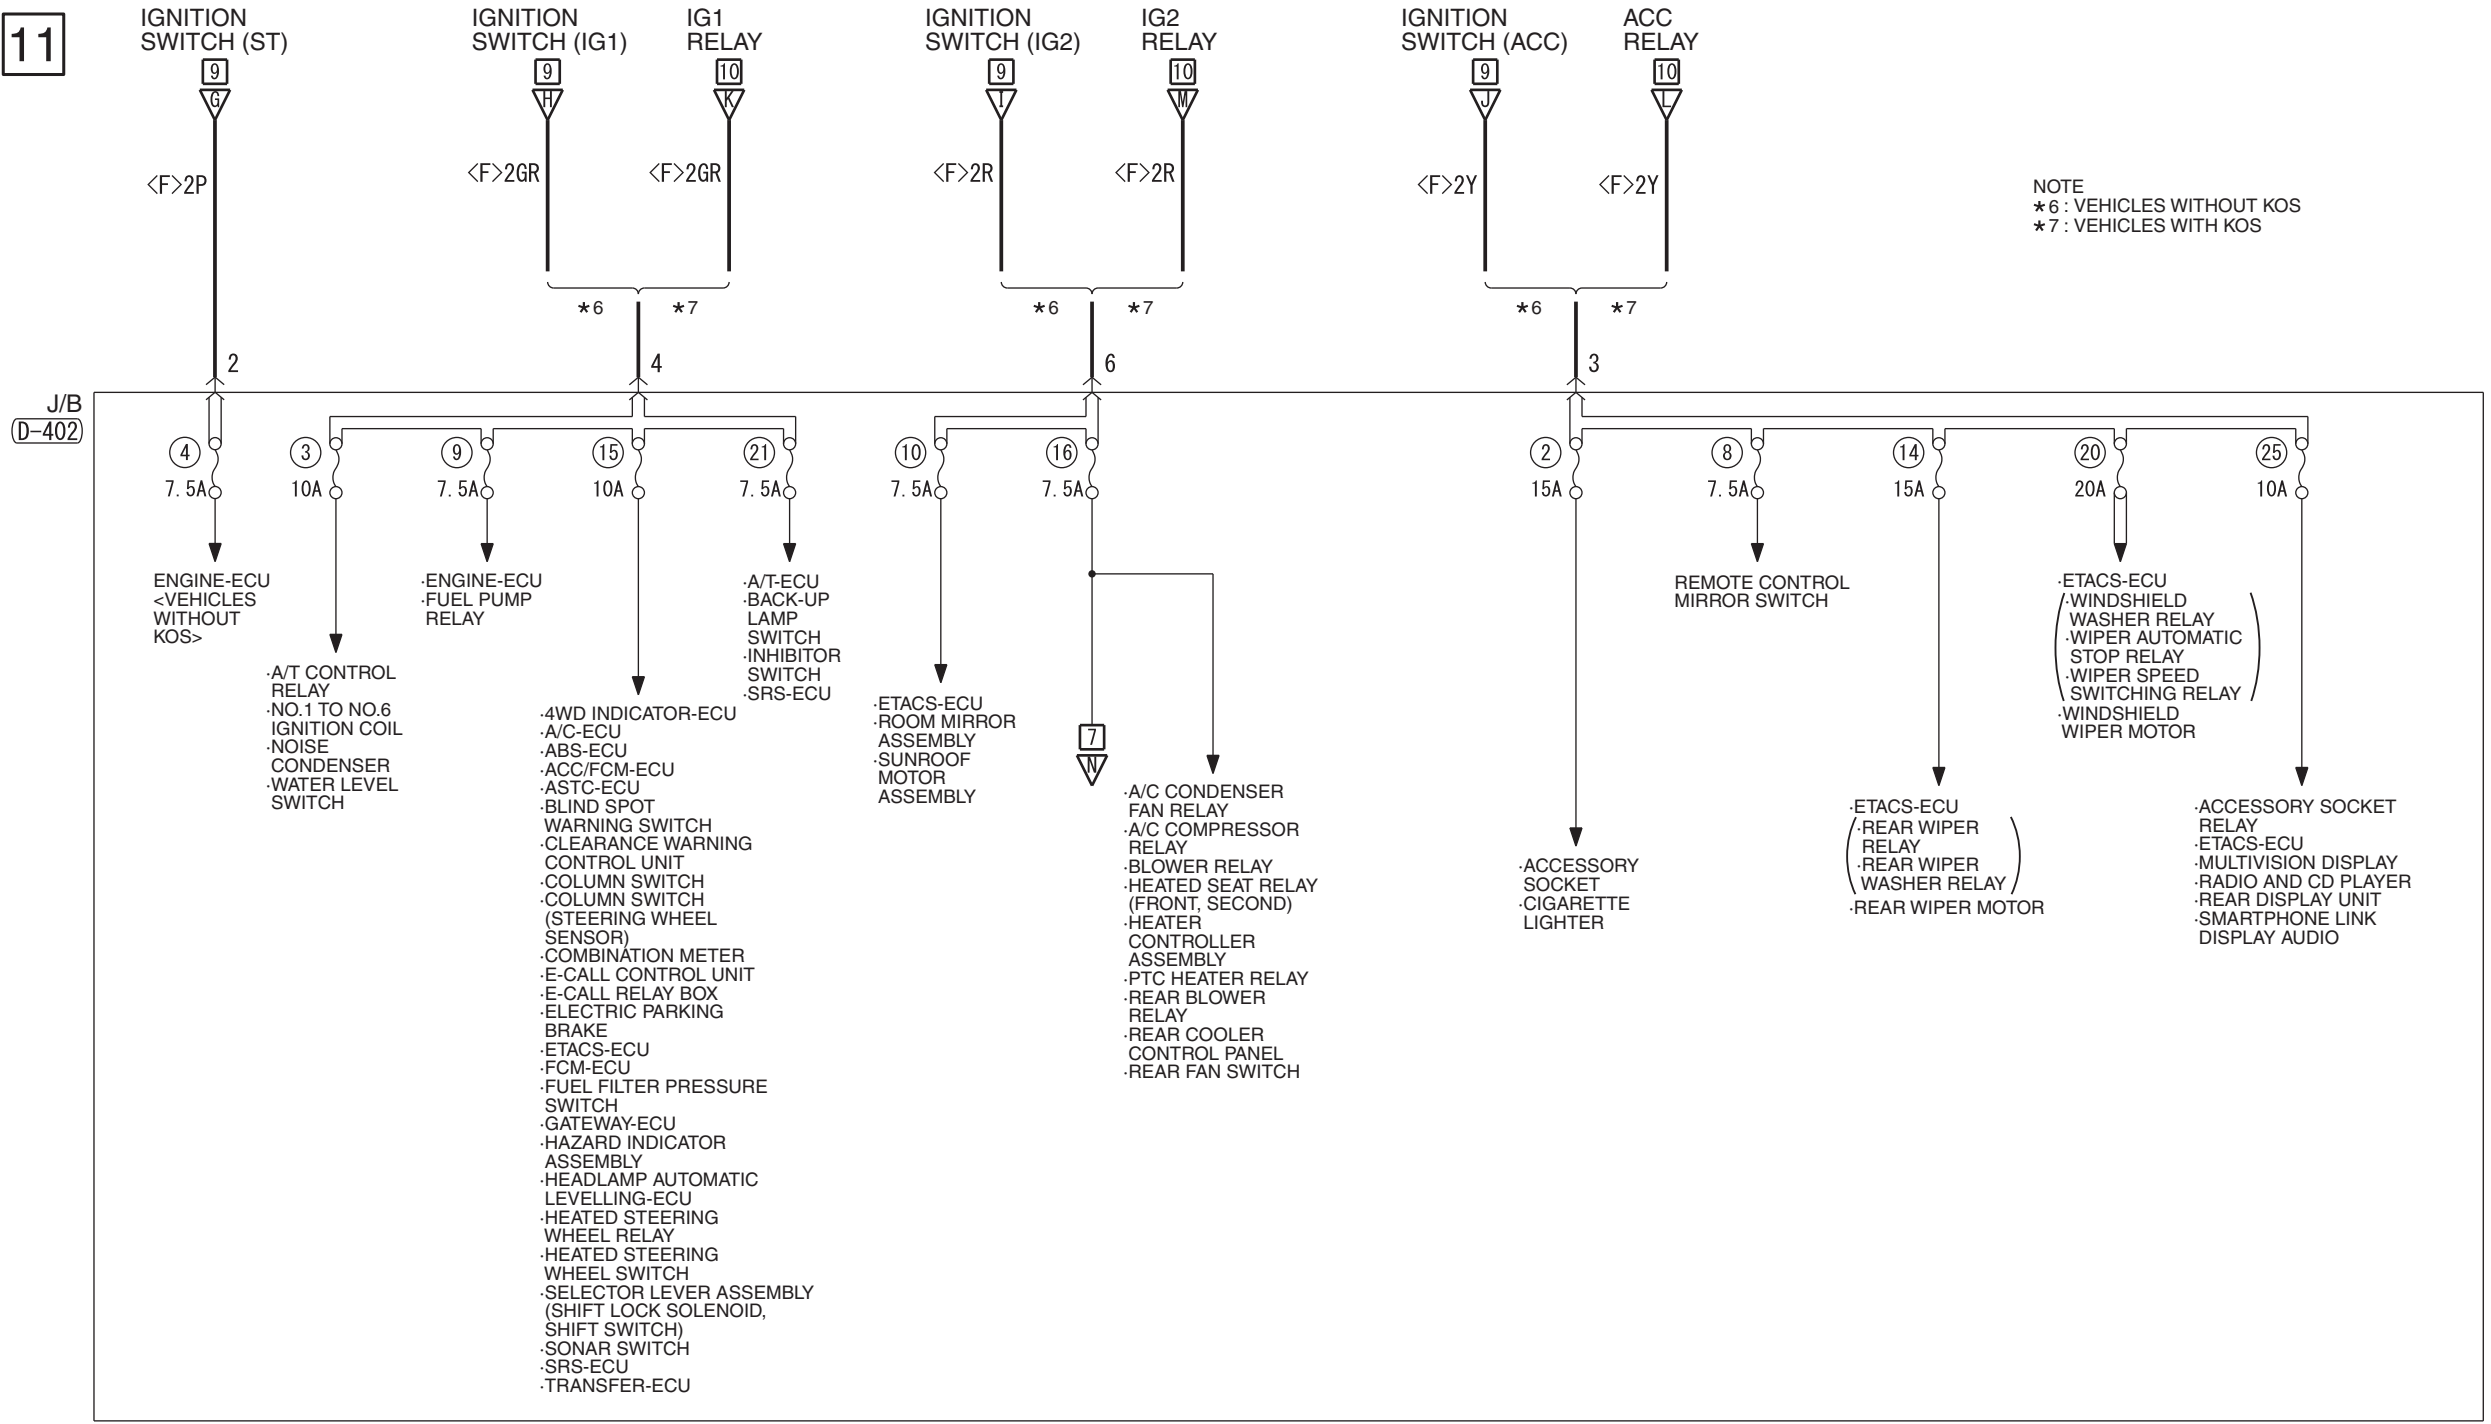 11
IGNITION
SWITCH (ST)
9
G
<F>2P
2
IGNITION
SWITCH (IG1)
9
H
<F>2GR
IG1
RELAY
10
K
<F>2GR
*6
*7
4
IGNITION
SWITCH (IG2)
9
I
<F>2R
IG2
RELAY
10
M
<F>2R
*6
*7
6
IGNITION
SWITCH (ACC)
9
J
<F>2Y
ACC
RELAY
10
L
<F>2Y
*6
*7
3
NOTE
*6 : VEHICLES WITHOUT KOS
*7 : VEHICLES WITH KOS
J/B
(D-402)
4
7.5A
ENGINE-ECU
<VEHICLES
WITHOUT
KOS>
3
10A
·A/T CONTROL
RELAY
·NO.1 TO NO.6
IGNITION COIL
·NOISE
CONDENSER
·WATER LEVEL
SWITCH
9
7.5A
·ENGINE-ECU
·FUEL PUMP
RELAY
15
10A
·4WD INDICATOR-ECU
·A/C-ECU
·ABS-ECU
·ACC/FCM-ECU
·ASTC-ECU
·BLIND SPOT
WARNING SWITCH
·CLEARANCE WARNING
CONTROL UNIT
·COLUMN SWITCH
·COLUMN SWITCH
(STEERING WHEEL
SENSOR)
·COMBINATION METER
·E-CALL CONTROL UNIT
·E-CALL RELAY BOX
·ELECTRIC PARKING
BRAKE
·ETACS-ECU
·FCM-ECU
·FUEL FILTER PRESSURE
SWITCH
·GATEWAY-ECU
·HAZARD INDICATOR
ASSEMBLY
·HEADLAMP AUTOMATIC
LEVELLING-ECU
·HEATED STEERING
WHEEL RELAY
·HEATED STEERING
WHEEL SWITCH
·SELECTOR LEVER ASSEMBLY
(SHIFT LOCK SOLENOID,
SHIFT SWITCH)
·SONAR SWITCH
·SRS-ECU
·TRANSFER-ECU
21
7.5A
·A/T-ECU
·BACK-UP
LAMP
SWITCH
·INHIBITOR
SWITCH
·SRS-ECU
10
7.5A
·ETACS-ECU
·ROOM MIRROR
ASSEMBLY
·SUNROOF
MOTOR
ASSEMBLY
16
7.5A
7
N
·A/C CONDENSER
FAN RELAY
·A/C COMPRESSOR
RELAY
·BLOWER RELAY
·HEATED SEAT RELAY
(FRONT, SECOND)
·HEATER
CONTROLLER
ASSEMBLY
·PTC HEATER RELAY
·REAR BLOWER
RELAY
·REAR COOLER
CONTROL PANEL
·REAR FAN SWITCH
2
15A
·ACCESSORY
SOCKET
·CIGARETTE
LIGHTER
8
7.5A
REMOTE CONTROL
MIRROR SWITCH
14
15A
·ETACS-ECU
(·REAR WIPER
RELAY
·REAR WIPER
WASHER RELAY)
·REAR WIPER MOTOR
20
20A
·ETACS-ECU
(·WINDSHIELD
WASHER RELAY
·WIPER AUTOMATIC
STOP RELAY
·WIPER SPEED
SWITCHING RELAY)
·WINDSHIELD
WIPER MOTOR
25
10A
·ACCESSORY SOCKET
RELAY
·ETACS-ECU
·MULTIVISION DISPLAY
·RADIO AND CD PLAYER
·REAR DISPLAY UNIT
·SMARTPHONE LINK
DISPLAY AUDIO